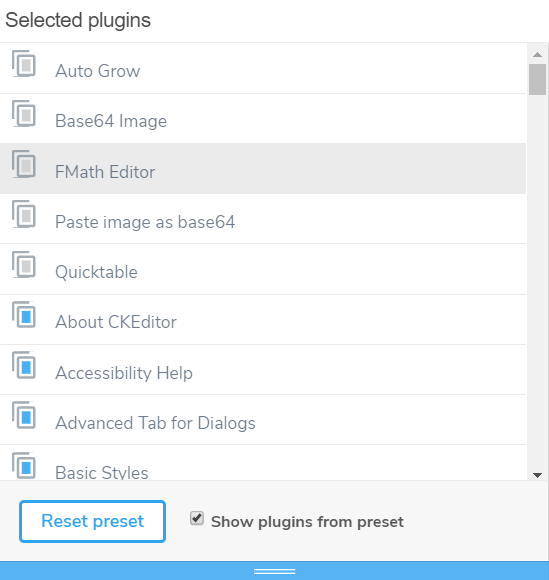 Selected plugins
Auto Grow
Base64 Image
FMath Editor
Paste image as base64
Quicktable
About CKEditor
Accessibility Help
Advanced Tab for Dialogs
Basic Styles
Reset preset
Show plugins from preset